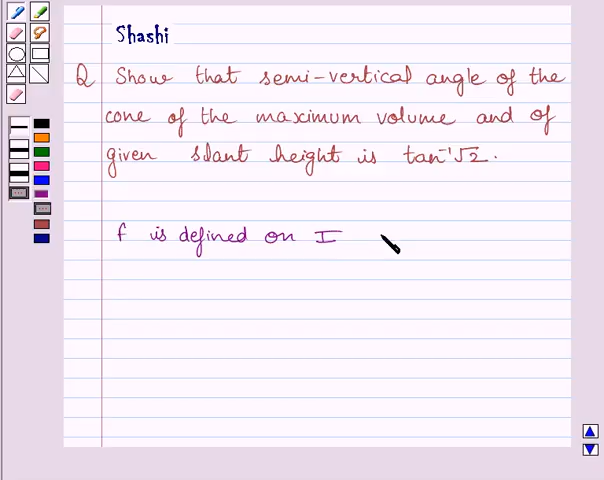 Shashi
Q Show that semi-vertical angle of the
cone of the maximum volume and of
given slant height is tan⁻¹√2.
f is defined on I